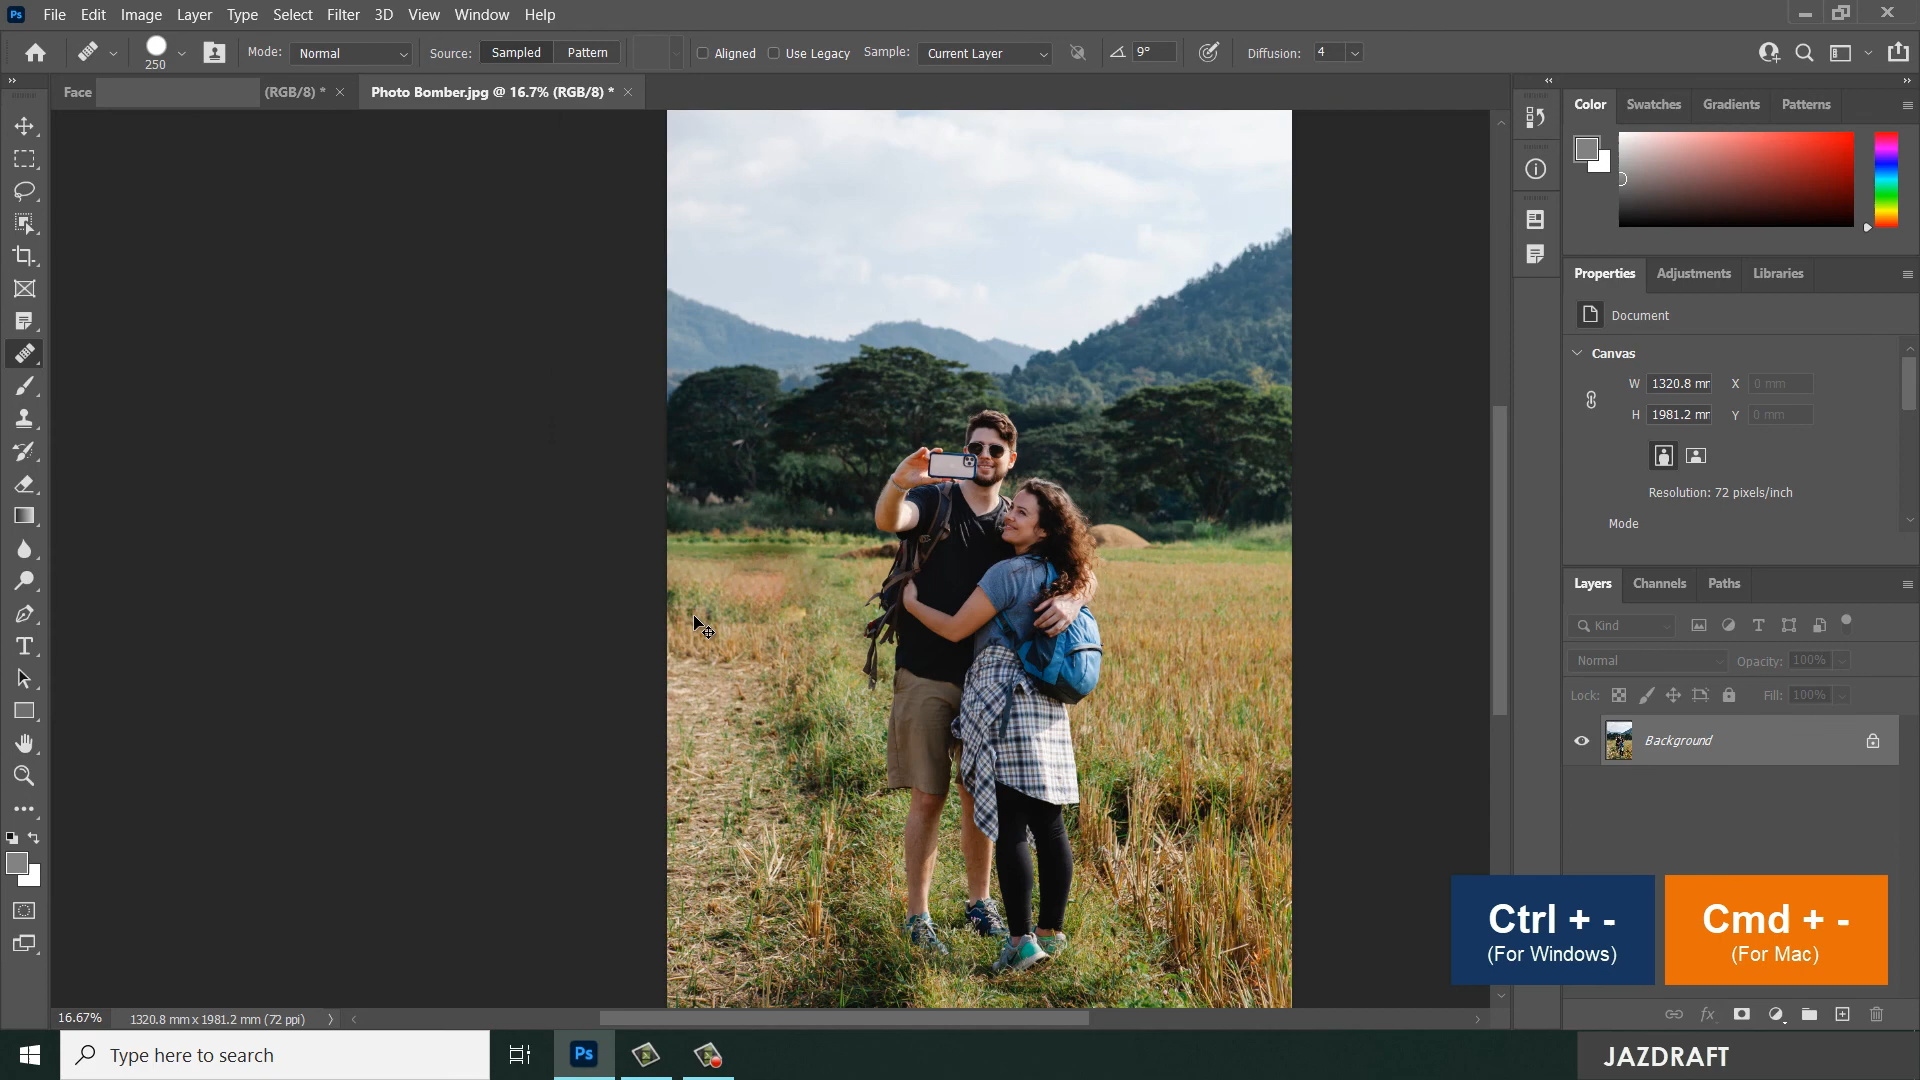 Ps File Edit Image Layer Type Select Filter 3D View Window Help
250 Mode: Normal Source: Sampled Pattern Aligned Use Legacy Sample: Current Layer 9° Diffusion: 4
Face (RGB/8) * × Photo Bomber.jpg @ 16.7% (RGB/8) * ×
Color Swatches Gradients Patterns
Properties Adjustments Libraries
Document
Canvas
W 1320.8 mm X 0 mm
H 1981.2 mm Y 0 mm
Resolution: 72 pixels/inch
Mode
Layers Channels Paths
Kind
Normal Opacity: 100%
Lock: Fill: 100%
Background
Ctrl + -
(For Windows)
Cmd + -
(For Mac)
16.67% 1320.8 mm x 1981.2 mm (72 ppi)
Type here to search
Ps
JAZDRAFT